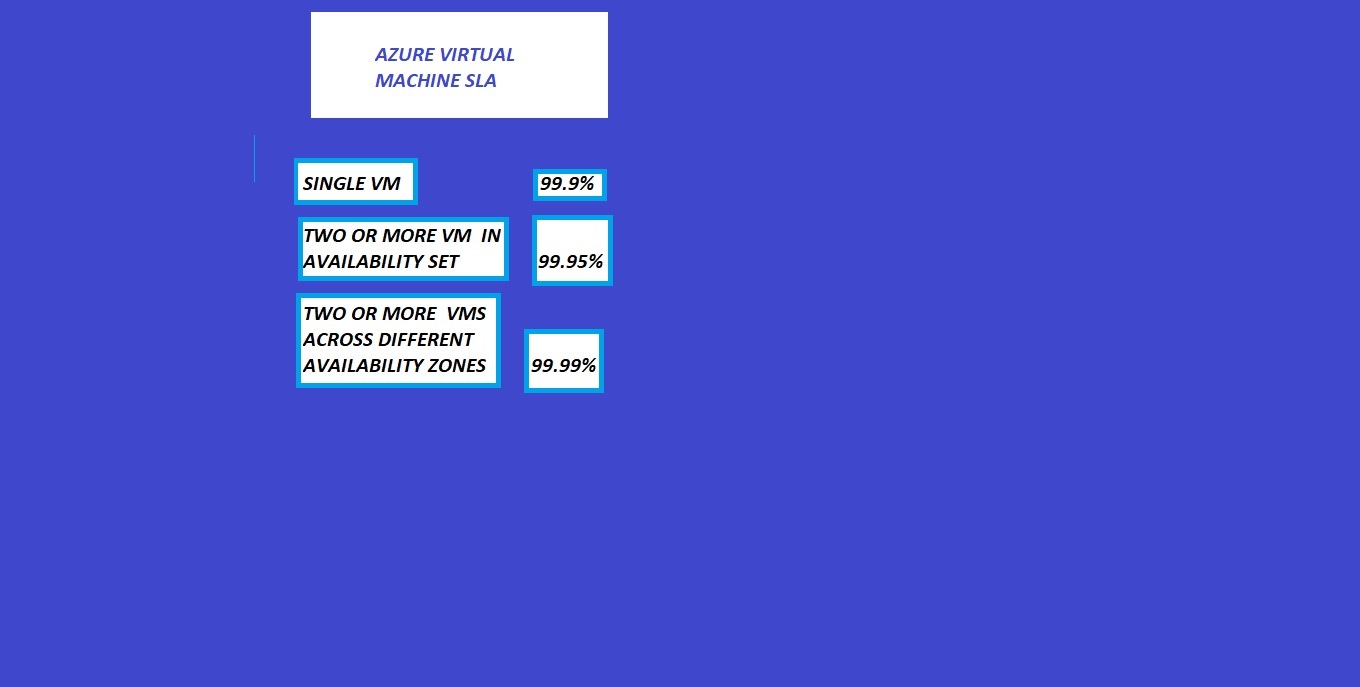 AZURE VIRTUAL
MACHINE SLA
SINGLE VM 99.9%
TWO OR MORE VM  IN
AVAILABILITY SET 99.95%
TWO OR MORE  VMS
ACROSS DIFFERENT
AVAILABILITY ZONES 99.99%